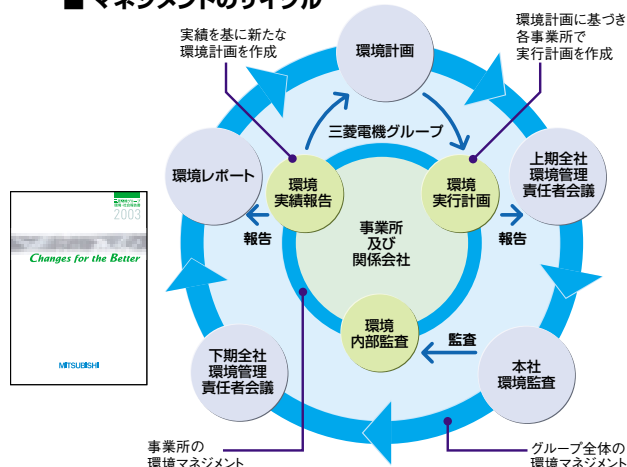 ■ マネジメントのサイクル
実績を基に新たな
環境計画を作成
環境計画に基づき
各事業所で
実行計画を作成
環境計画
三菱電機グループ
環境レポート
環境
実績報告
環境
実行計画
上期全社
環境管理
責任者会議
報告
報告
事業所
及び
関係会社
2003
Changes for the Better
MITSUBISHI
環境
内部監査
監査
下期全社
環境管理
責任者会議
本社
環境監査
事業所の
環境マネジメント
グループ全体の
環境マネジメント